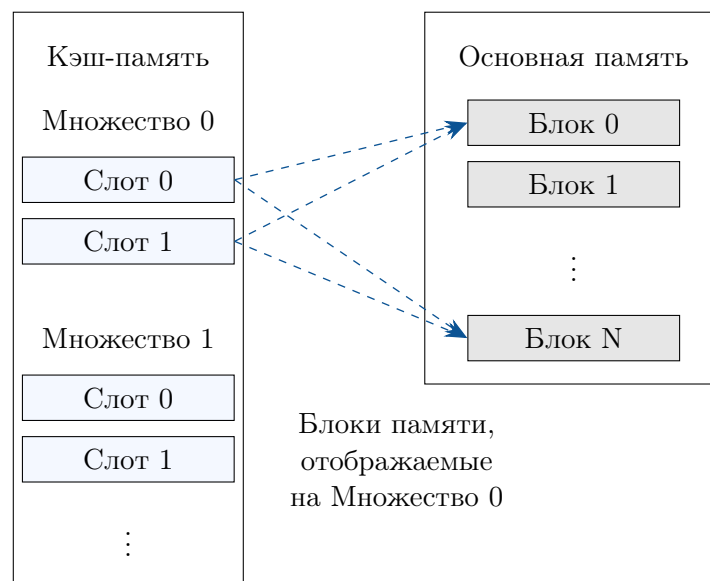 Кэш-память
Множество 0
Слот 0
Слот 1
Множество 1
Слот 0
Слот 1
⋮
Основная память
Блок 0
Блок 1
⋮
Блок N
Блоки памяти,
отображаемые
на Множество 0